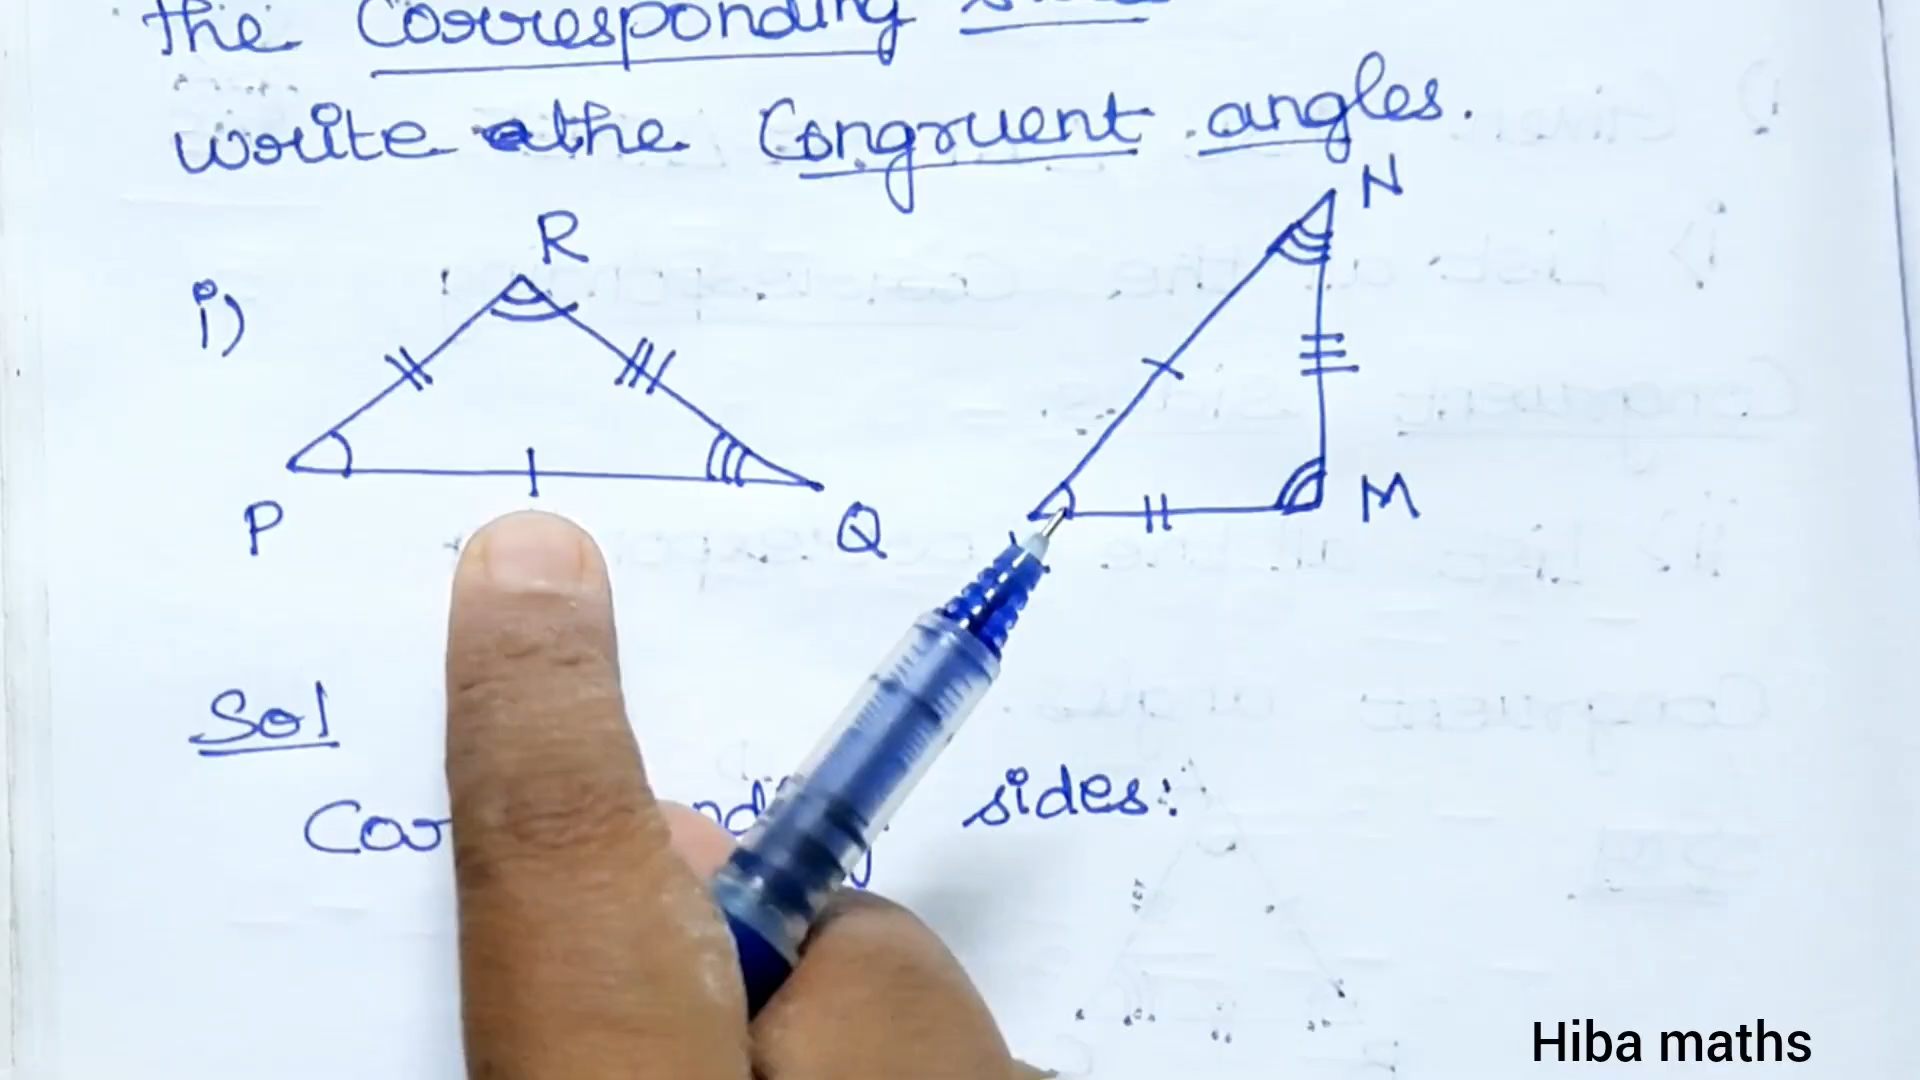 the Corresponding
write the Congruent angles.
i)
R
N
P
Q
M
Sol
sides:
Hiba maths